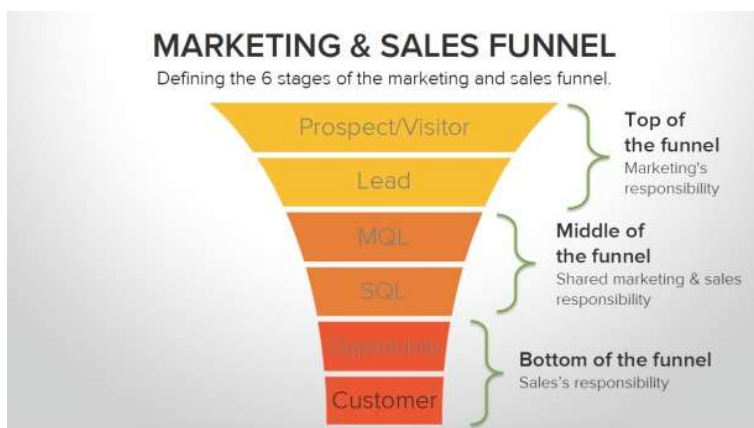 MARKETING & SALES FUNNEL
Defining the 6 stages of the marketing and sales funnel.
Prospect/Visitor
Lead
Top of
the funnel
Marketing's
responsibility
MQL
SQL
Middle of
the funnel
Shared marketing & sales
responsibility
Opportunity
Customer
Bottom of the funnel
Sales's responsibility